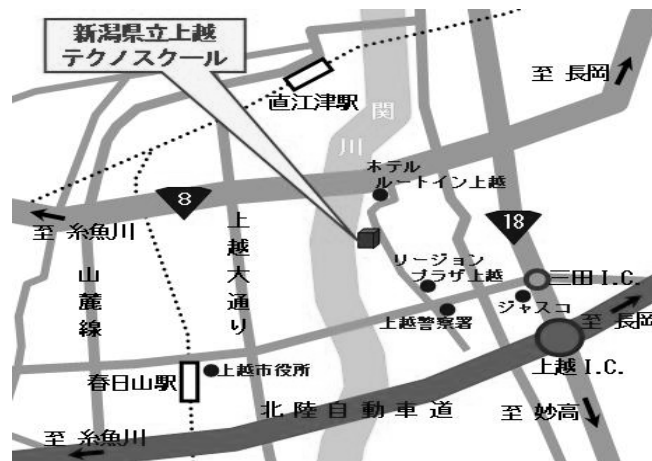 新潟県立上越
テクノスクール
直江津駅
至 長岡
関川
ホテル
ルートイン上越
8
18
至 糸魚川
山麓線
上越大通り
リージョン
プラザ上越
三田 I.C.
ジャスコ
上越警察署
至 長岡
上越 I.C.
上越市役所
春日山駅
北陸自動車道
至 妙高
至 糸魚川